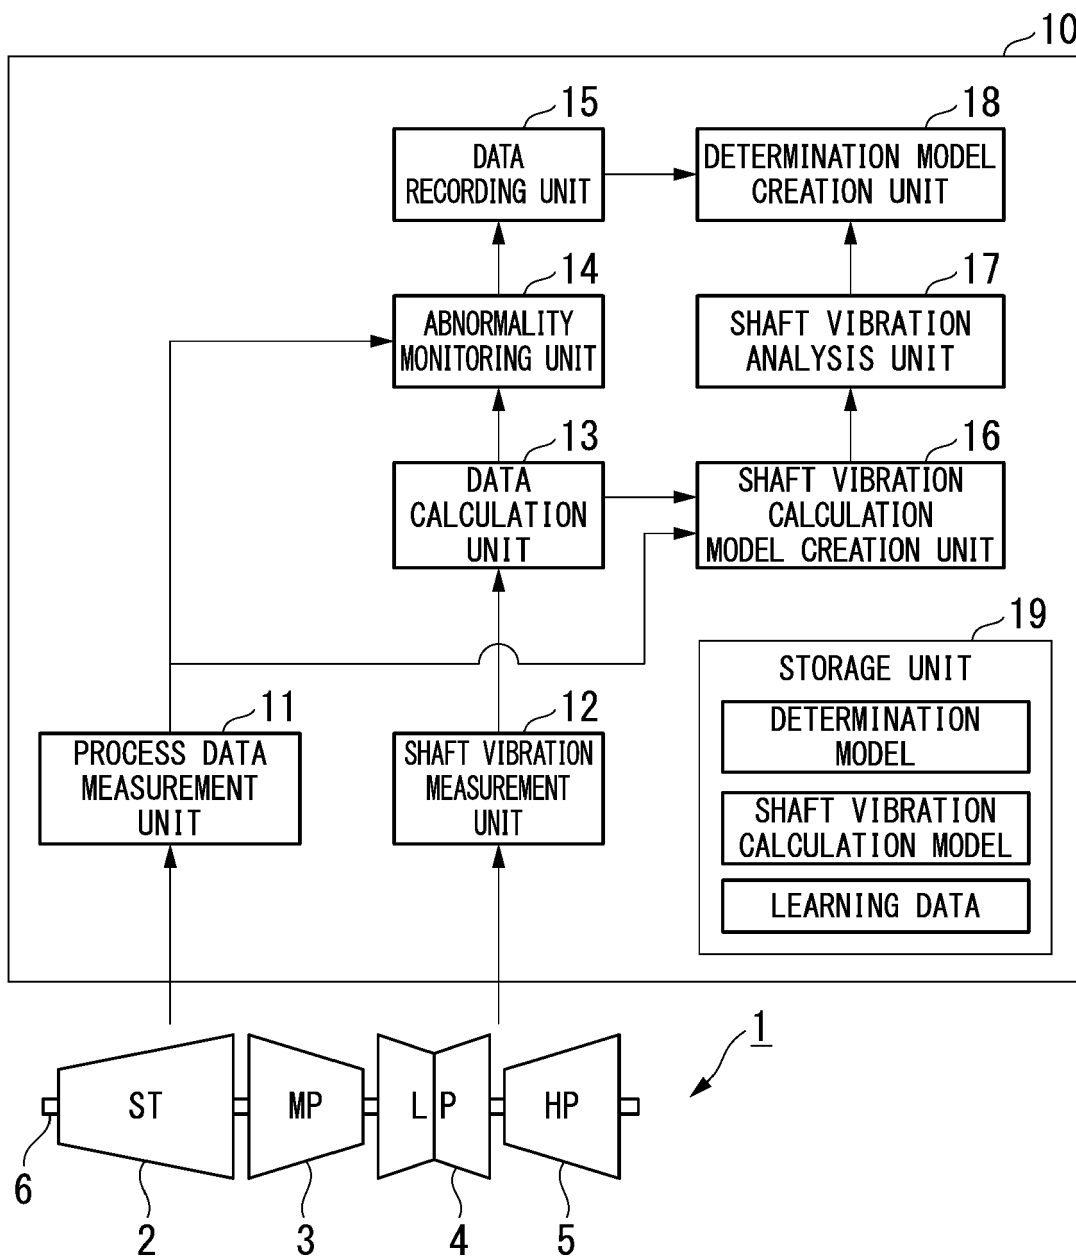 10
15
DATA
RECORDING UNIT
18
DETERMINATION MODEL
CREATION UNIT
14
ABNORMALITY
MONITORING UNIT
17
SHAFT VIBRATION
ANALYSIS UNIT
13
DATA
CALCULATION
UNIT
16
SHAFT VIBRATION
CALCULATION
MODEL CREATION UNIT
11
PROCESS DATA
MEASUREMENT
UNIT
12
SHAFT VIBRATION
MEASUREMENT
UNIT
19
STORAGE UNIT
DETERMINATION
MODEL
SHAFT VIBRATION
CALCULATION MODEL
LEARNING DATA
1
ST
MP
LP
HP
6
2
3
4
5